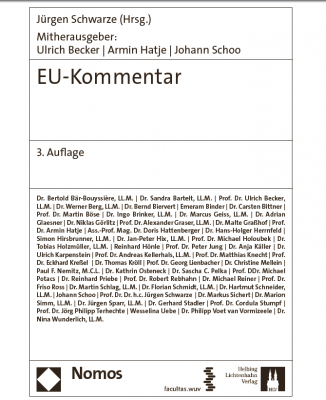 Jürgen Schwarze (Hrsg.)
Mitherausgeber:
Ulrich Becker | Armin Hatje | Johann Schoo
EU-Kommentar
3. Auflage
Dr. Bertold Bär-Bouyssière, LL.M. | Dr. Sandra Bartelt, LL.M. | Prof. Dr. Ulrich Becker,
LL.M. | Dr. Werner Berg, LL.M. | Dr. Bernd Biervert | Emeram Binder | Dr. Carsten Bittner |
Prof. Dr. Martin Böse | Dr. Ingo Brinker, LL.M. | Dr. Marcus Geiss, LL.M. | Dr. Adrian
Glaesner | Dr. Niklas Görlitz | Prof. Dr. Alexander Graser, LL.M. | Dr. Malte Graßhof | Prof.
Dr. Armin Hatje | Ass.-Prof. Mag. Dr. Doris Hattenberger | Dr. Hans-Holger Herrnfeld |
Simon Hirsbrunner, LL.M. | Dr. Jan-Peter Hix, LL.M. | Prof. Dr. Michael Holoubek | Dr.
Tobias Holzmüller, LL.M. | Reinhard Hönle | Prof. Dr. Peter Jung | Dr. Anja Käller | Dr.
Ulrich Karpenstein | Prof. Dr. Andreas Kellerhals, LL.M. | Prof. Dr. Matthias Knecht | Prof.
Dr. Eckhard Kreßel | Dr. Thomas Kröll | Prof. Dr. Georg Lienbacher | Dr. Christine Mellein |
Paul F. Nemitz, M.C.L. | Dr. Kathrin Osteneck | Dr. Sascha C. Pelka | Prof. DDr. Michael
Potacs | Dr. Reinhard Priebe | Prof. Dr. Robert Rebhahn | Dr. Michael Reiner | Prof. Dr.
Friso Ross | Dr. Martin Schlag, LL.M. | Dr. Florian Schmidt, LL.M. | Dr. Hartmut Schneider,
LL.M. | Johann Schoo | Prof. Dr. Dr. h.c. Jürgen Schwarze | Dr. Markus Sichert | Dr. Marion
Simm, LL.M. | Dr. Jürgen Sparr, LL.M. | Dr. Gerhard Stadler | Prof. Dr. Cordula Stumpf |
Prof. Dr. Jörg Philipp Terhechte | Wesselina Uebe | Dr. Philipp Voet van Vormizeele | Dr.
Nina Wunderlich, LL.M.
Nomos
facultas.wuv
Helbing
Lichtenhahn
Verlag